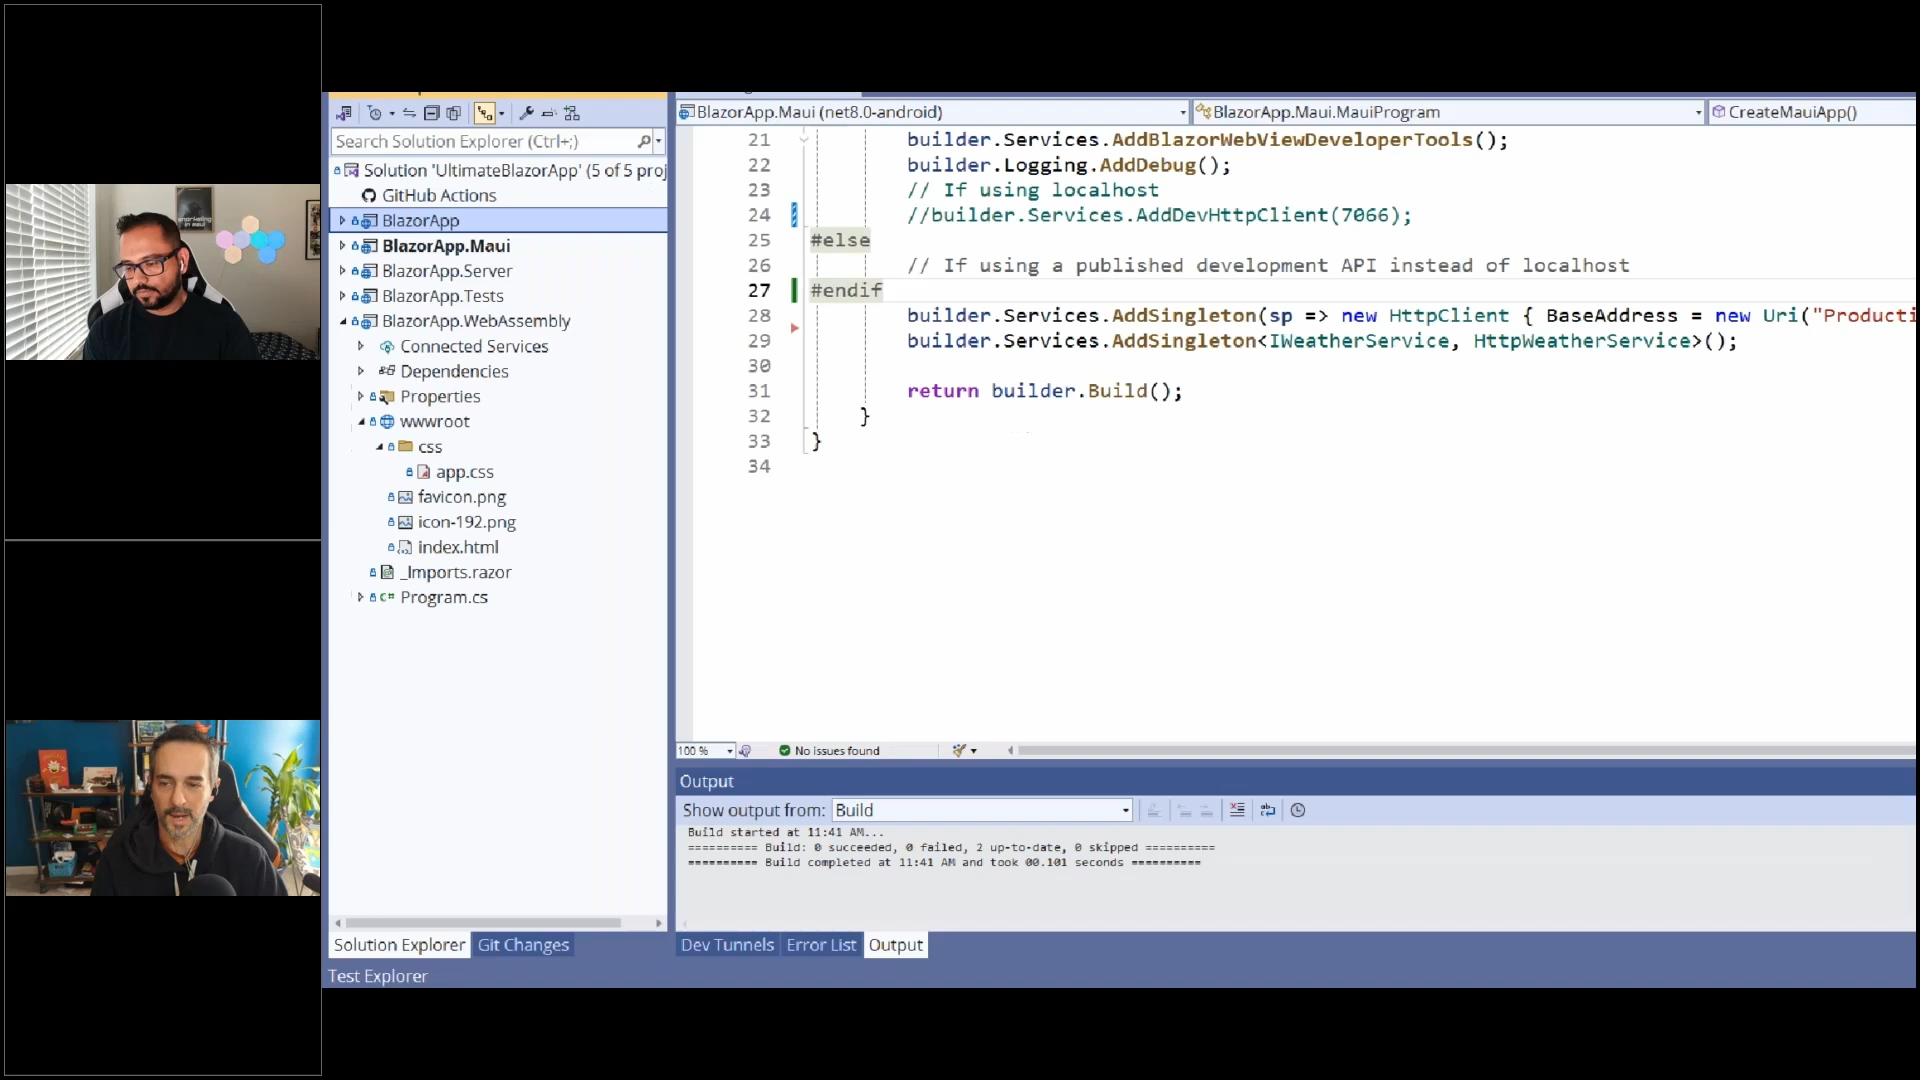 BlazorApp.Maui (net8.0-android)
BlazorApp.Maui.MauiProgram
CreateMauiApp()
Search Solution Explorer (Ctrl+;)
Solution 'UltimateBlazorApp' (5 of 5 proj
GitHub Actions
BlazorApp
BlazorApp.Maui
BlazorApp.Server
BlazorApp.Tests
BlazorApp.WebAssembly
Connected Services
Dependencies
Properties
wwwroot
css
app.css
favicon.png
icon-192.png
index.html
_Imports.razor
C# Program.cs
21 builder.Services.AddBlazorWebViewDeveloperTools();
22 builder.Logging.AddDebug();
23 // If using localhost
24 //builder.Services.AddDevHttpClient(7066);
25 #else
26 // If using a published development API instead of localhost
27 #endif
28 builder.Services.AddSingleton(sp => new HttpClient { BaseAddress = new Uri("Producti
29 builder.Services.AddSingleton<IWeatherService, HttpWeatherService>();
30
31 return builder.Build();
32 }
33 }
34
100 %
No issues found
Output
Show output from: Build
Build started at 11:41 AM...
========== Build: 0 succeeded, 0 failed, 2 up-to-date, 0 skipped ==========
========== Build completed at 11:41 AM and took 00.101 seconds ==========
Solution Explorer
Git Changes
Dev Tunnels
Error List
Output
Test Explorer